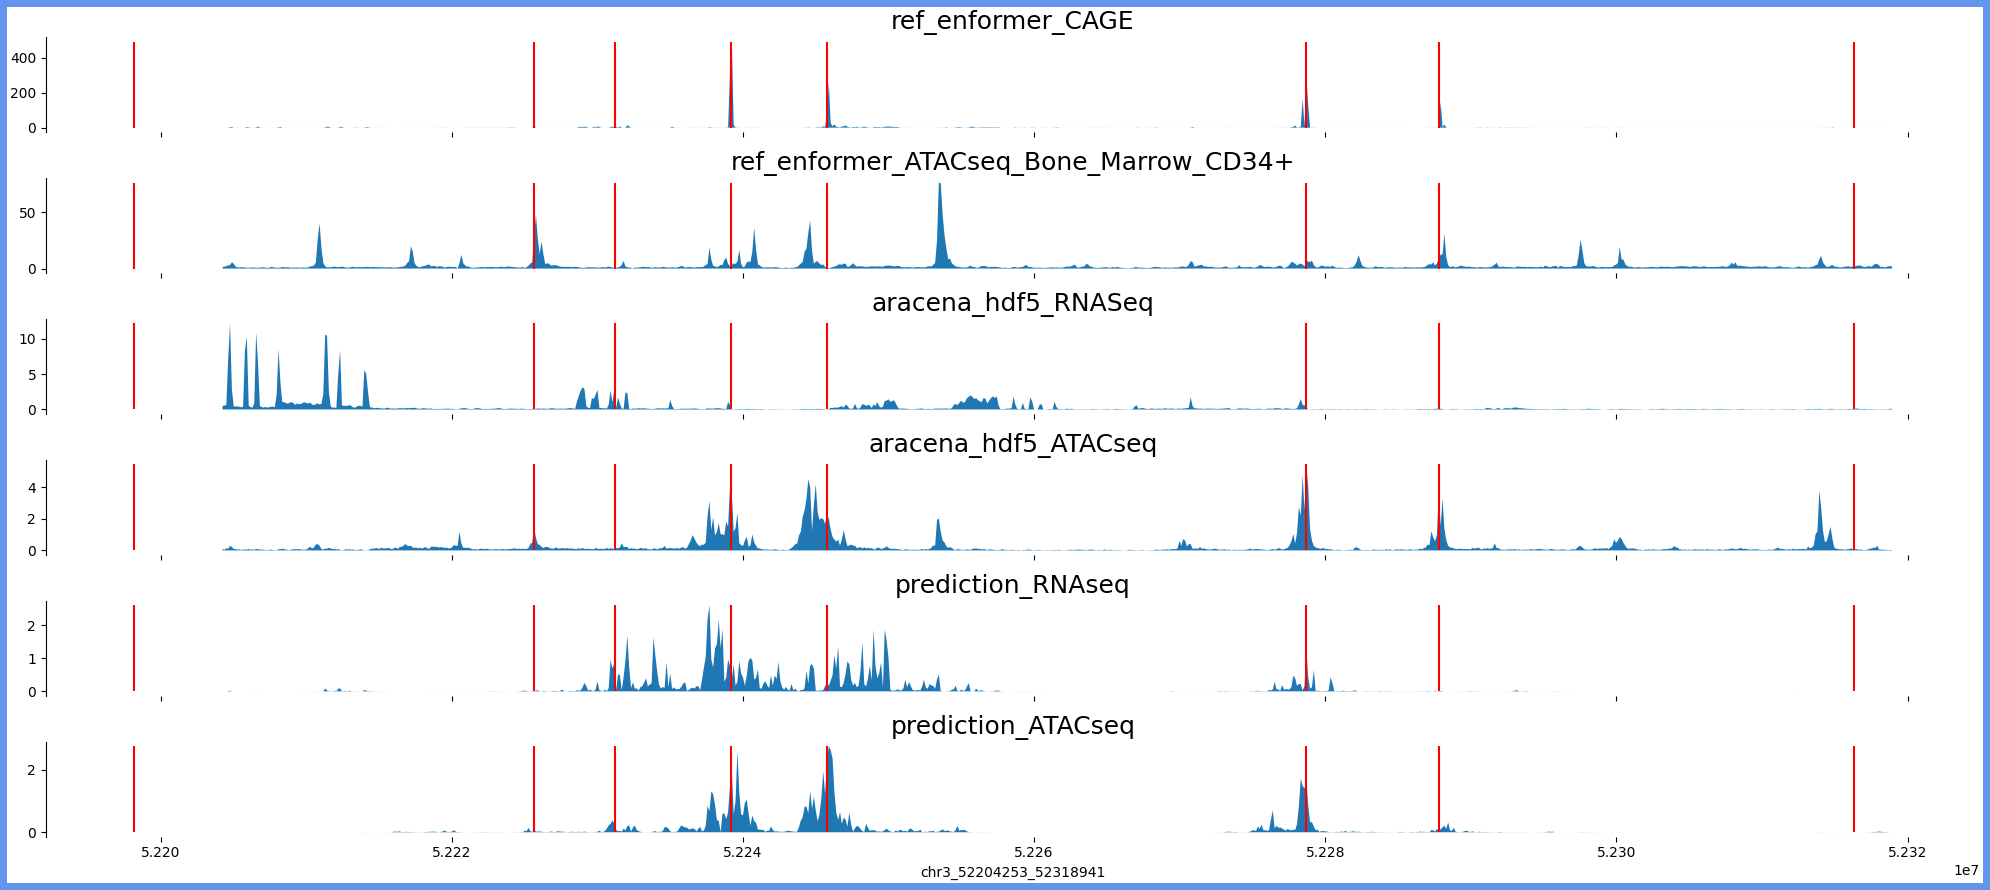 ref_enformer_CAGE
400
200
0
ref_enformer_ATACseq_Bone_Marrow_CD34+
50
0
aracena_hdf5_RNASeq
10
5
0
aracena_hdf5_ATACseq
4
2
0
prediction_RNAseq
2
1
0
prediction_ATACseq
2
0
5.220 5.222 5.224 5.226 5.228 5.230 5.232
chr3_52204253_52318941 1e7